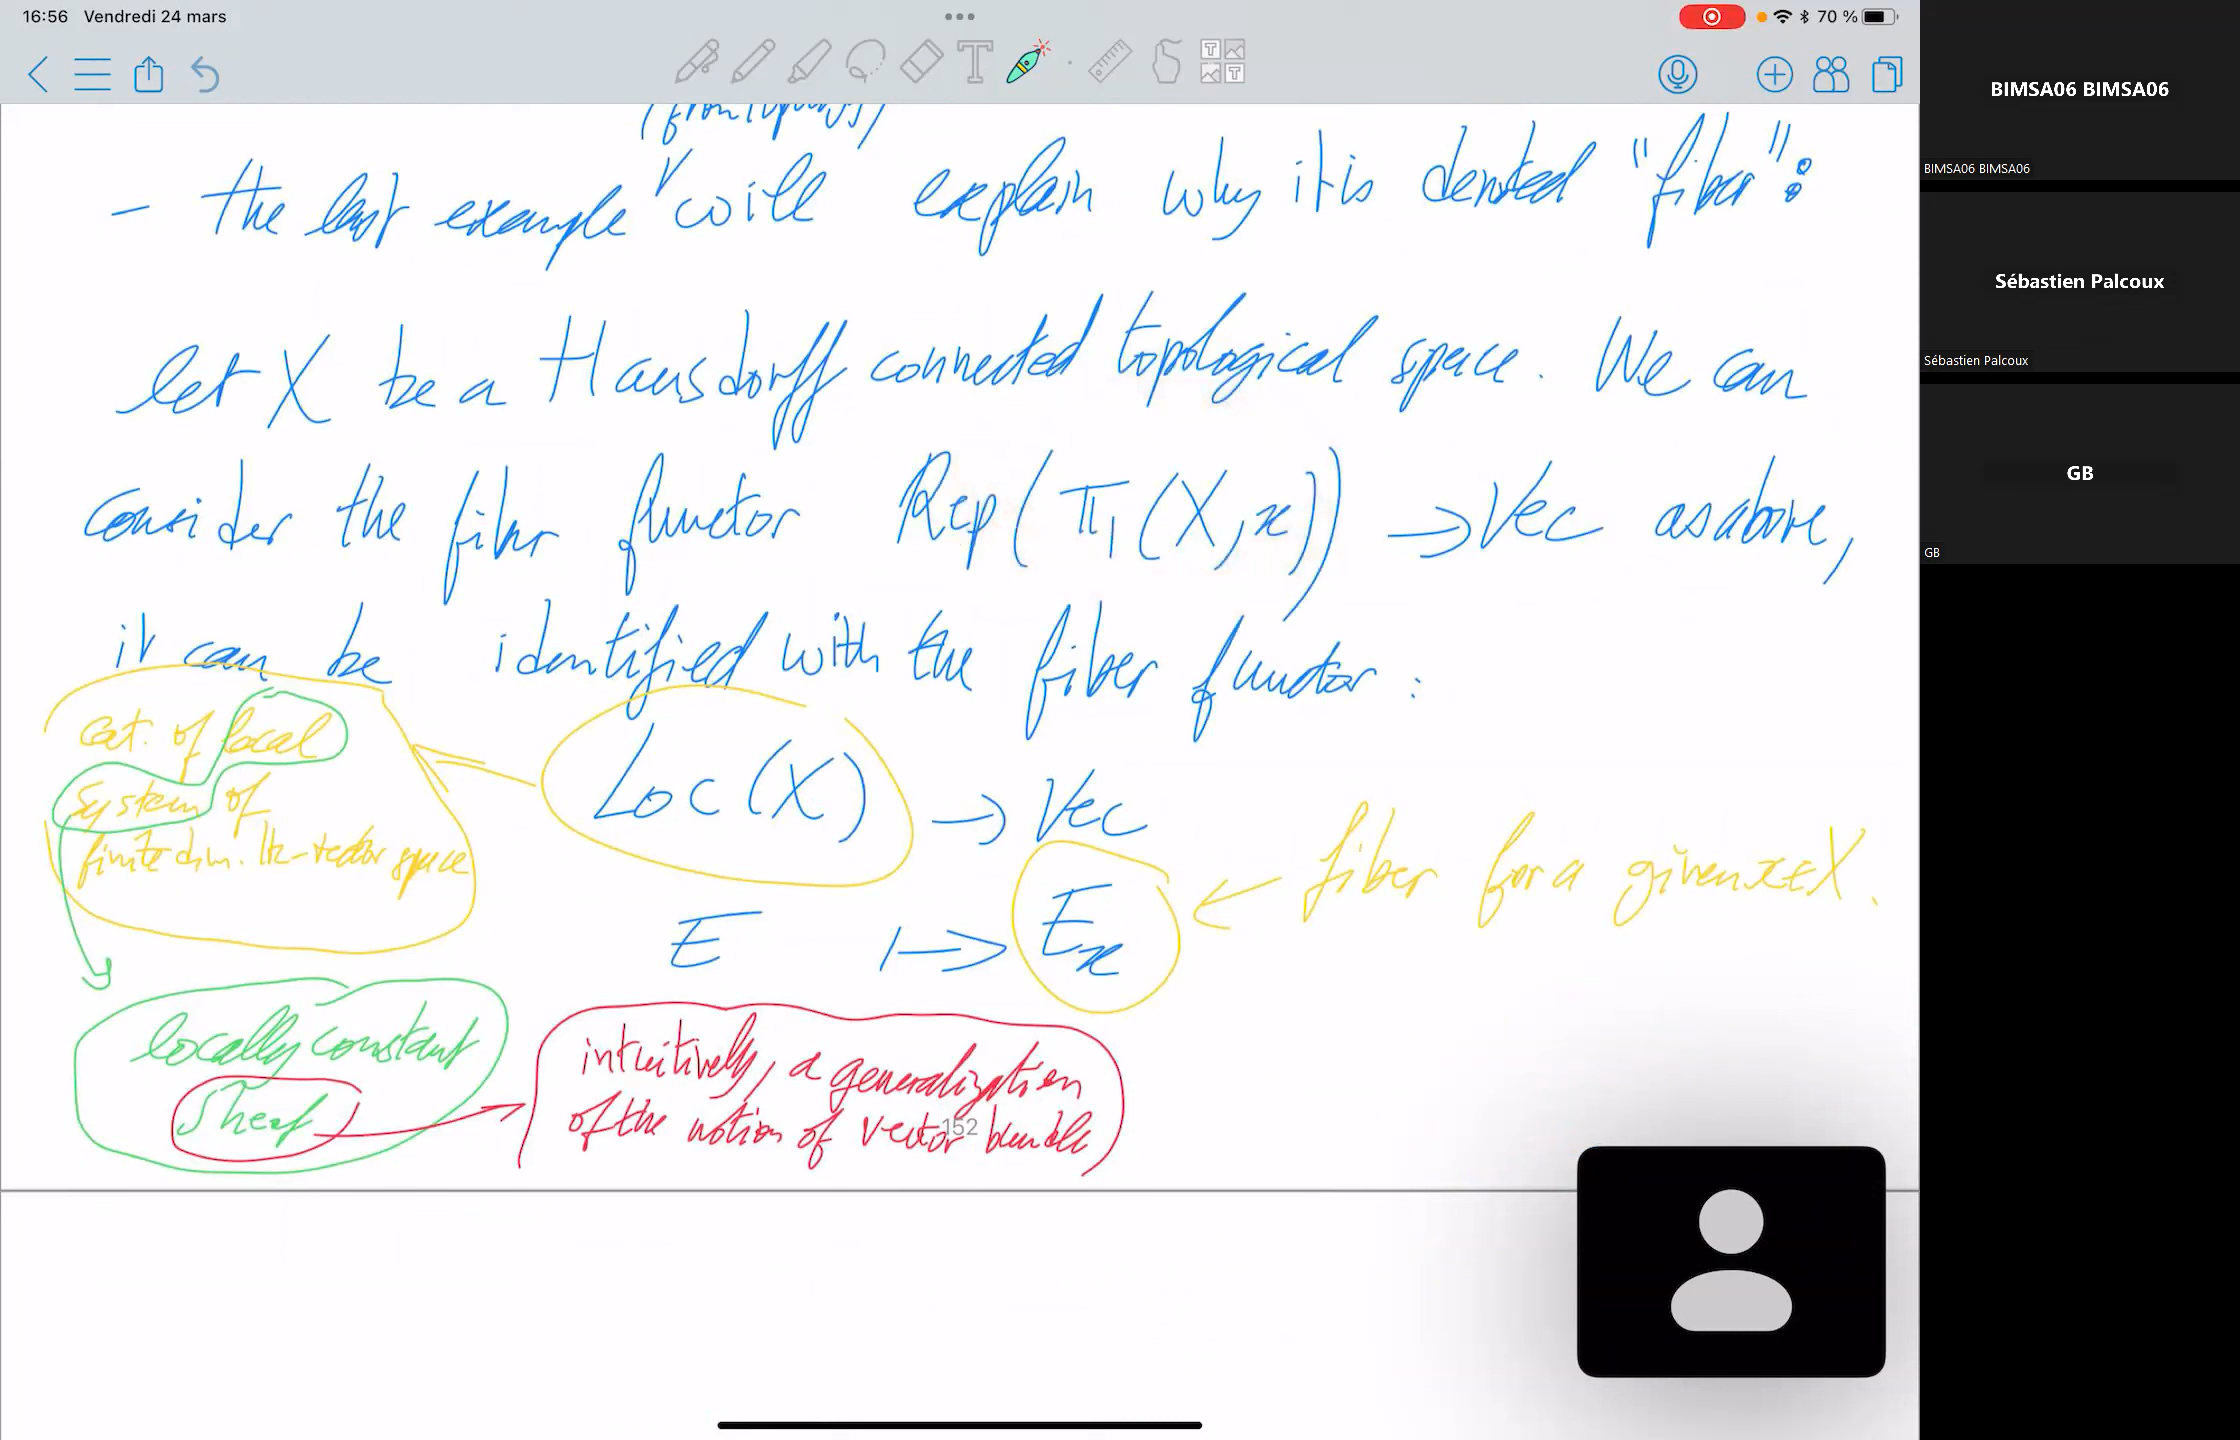 16:56 Vendredi 24 mars
70 %
(from topology)
- the last example will explain why it is denoted "fiber":
let X be a Hausdorff connected topological space. We can
consider the fiber functor Rep(π₁(X,x)) → Vec as above,
it can be identified with the fiber functor:
cat. of local
system of
finite dim. lk-vector space
Loc(X) → Vec
E ↦ Eₓ
← fiber for a given x∈X.
locally constant
sheaf
intuitively, a generalization
of the notion of vector bundle
152
BIMSA06 BIMSA06
BIMSA06 BIMSA06
Sébastien Palcoux
Sébastien Palcoux
GB
GB